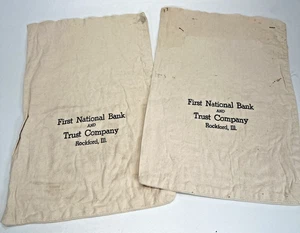 First National Bank
AND
Trust Company
Rockford, Ill.
First National Bank
AND
Trust Company
Rockford, Ill.